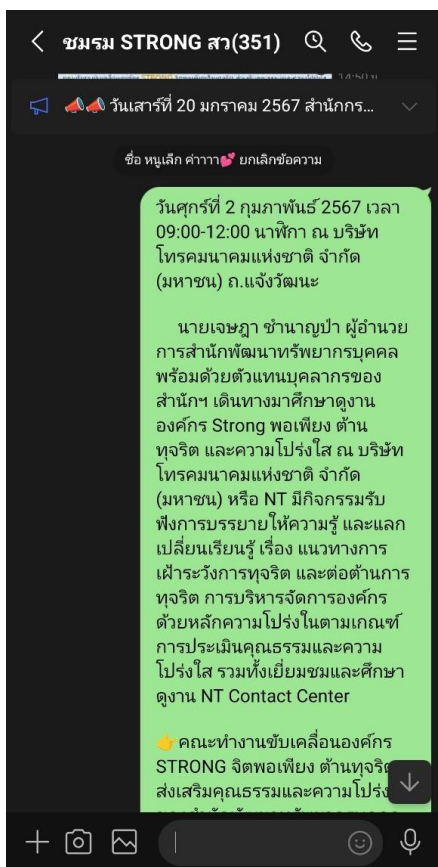 ชมรม STRONG สว(351)
14:50 น
📣📣 วันเสาร์ที่ 20 มกราคม 2567 สำนักกร...
ชื่อ หนูเล็ก ค่าาาา💕 ยกเลิกข้อความ
วันศุกร์ที่ 2 กุมภาพันธ์ 2567 เวลา
09:00-12:00 นาฬิกา ณ บริษัท
โทรคมนาคมแห่งชาติ จำกัด
(มหาชน) ถ.แจ้งวัฒนะ
นายเจษฎา ชำนาญป่า ผู้อำนวย
การสำนักพัฒนาทรัพยากรบุคคล
พร้อมด้วยตัวแทนบุคลากรของ
สำนักฯ เดินทางมาศึกษาดูงาน
องค์กร Strong พอเพียง ต้าน
ทุจริต และความโปร่งใส ณ บริษัท
โทรคมนาคมแห่งชาติ จำกัด
(มหาชน) หรือ NT มีกิจกรรมรับ
ฟังการบรรยายให้ความรู้ และแลก
เปลี่ยนเรียนรู้ เรื่อง แนวทางการ
เฝ้าระวังการทุจริต และต่อต้านการ
ทุจริต การบริหารจัดการองค์กร
ด้วยหลักความโปร่งในตามเกณฑ์
การประเมินคุณธรรมและความ
โปร่งใส รวมทั้งเยี่ยมชมและศึกษา
ดูงาน NT Contact Center
👉คณะทำงานขับเคลื่อนองค์กร
STRONG จิตพอเพียง ต้านทุจริต
ส่งเสริมคุณธรรมและความโปร่ง